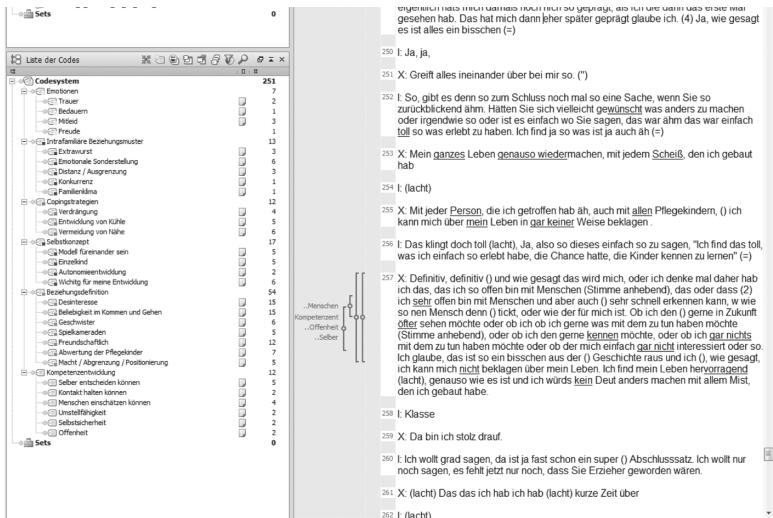 Sets 0
Liste der Codes
Codesystem 251
Emotionen 7
Trauer 2
Bedauern 1
Mitleid 3
Freude 1
Intrafamiliäre Beziehungsmuster 13
Extrawurst 3
Emotionale Sonderstellung 6
Distanz / Ausgrenzung 3
Konkurrenz 1
Familienklima 1
Copingstrategien 12
Verdrängung 4
Entwicklung von Kühle 5
Vermeidung von Nähe 6
Selbstkonzept 17
Modell füreinander sein 5
Einzelkind 5
Autonomieentwicklung 2
Wichitg für meine Entwicklung 6
Beziehungsdefinition 54
Desinteresse 15
Beliebigkeit im Kommen und Gehen 15
Geschwister 6
Spielkameraden 5
Freundschaftlich 12
Abwertung der Pflegekinder 7
Macht / Abgrenzung / Positionierung 5
Kompetenzentwicklung 12
Selber entscheiden können 5
Kontakt halten können 2
Menschen einschätzen können 4
Umstellfähigkeit 2
Selbstsicherheit 2
Offenheit 2
Sets 0
..Menschen
Kompetenzent
..Offenheit
..Selber
eigentlich hats mich damals noch nich so geprägt, als ich die dann das erste war
gesehen hab. Das hat mich dann eher später geprägt glaube ich. (4) Ja, wie gesagt
es ist alles ein bisschen (=)
250 I: Ja, ja,
251 X: Greift alles ineinander über bei mir so. (")
252 I: So, gibt es denn so zum Schluss noch mal so eine Sache, wenn Sie so
zurückblickend ähm. Hätten Sie sich vielleicht gewünscht was anders zu machen
oder irgendwie so oder ist es einfach wo Sie sagen, das war ähm das war einfach
toll so was erlebt zu haben. Ich find ja so was ist ja auch äh (=)
253 X: Mein ganzes Leben genauso wiedermachen, mit jedem Scheiß, den ich gebaut
hab
254 I: (lacht)
255 X: Mit jeder Person, die ich getroffen hab äh, auch mit allen Pflegekindern, () ich
kann mich über mein Leben in gar keiner Weise beklagen .
256 I: Das klingt doch toll (lacht), Ja, also so dieses einfach so zu sagen, "Ich find das toll,
was ich einfach so erlebt habe, die Chance hatte, die Kinder kennen zu lernen" (=)
257 X: Definitiv, definitiv () und wie gesagt das wird mich, oder ich denke mal daher hab
ich das, das ich so offen bin mit Menschen (Stimme anhebend), das oder dass (2)
ich sehr offen bin mit Menschen und aber auch () sehr schnell erkennen kann, w wie
so nen Mensch denn () tickt, oder wie der für mich ist. Ob ich den () gerne in Zukunft
öfter sehen möchte oder ob ich ob ich gerne was mit dem zu tun haben möchte
(Stimme anhebend), oder ob ich den gerne kennen möchte, oder ob ich gar nichts
mit dem zu tun haben möchte oder ob der mich einfach gar nicht interessiert oder so.
Ich glaube, das ist so ein bisschen aus der () Geschichte raus und ich (), wie gesagt,
ich kann mich nicht beklagen über mein Leben. Ich find mein Leben hervorragend
(lacht), genauso wie es ist und ich würds kein Deut anders machen mit allem Mist,
den ich gebaut habe.
258 I: Klasse
259 X: Da bin ich stolz drauf.
260 I: Ich wollt grad sagen, da ist ja fast schon ein super () Abschlusssatz. Ich wollt nur
noch sagen, es fehlt jetzt nur noch, dass Sie Erzieher geworden wären.
261 X: (lacht) Das das ich hab ich hab (lacht) kurze Zeit über
262 I: (lacht)